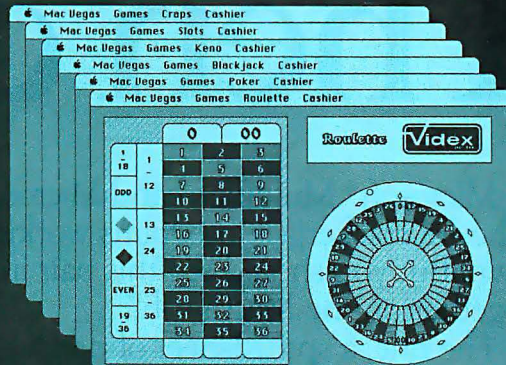 Mac Vegas Games Craps Cashier
Mac Vegas Games Slots Cashier
Mac Vegas Games Keno Cashier
Mac Vegas Games Blackjack Cashier
Mac Vegas Games Poker Cashier
Mac Vegas Games Roulette Cashier
0 00
Roulette Videx
1 - 18
1 - 12
1 2 3
4 5 6
ODD
7 8 9
10 11 12
13 - 24
13 14 15
16 17 18
19 20 21
22 23 24
EVEN
25 - 36
25 26 27
28 29 30
19 - 36
31 32 33
34 35 36